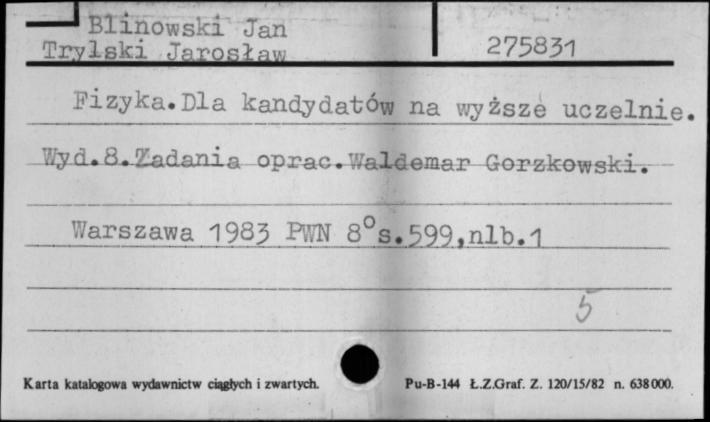 Blinowski Jan
Trylski Jarosław 275831
Fizyka.Dla kandydatów na wyższe uczelnie.
Wyd.8.Zadania oprac.Waldemar Gorzkowski.
Warszawa 1983 PWN 8°s.599,nlb.1
5
Karta katalogowa wydawnictw ciągłych i zwartych. Pu-B-144 Ł.Z.Graf. Z. 120/15/82 n. 638000.